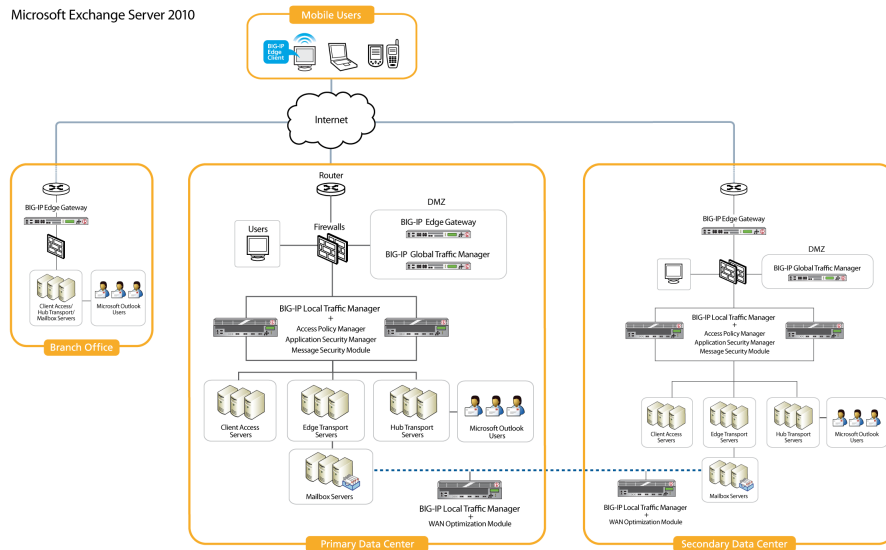 Microsoft Exchange Server 2010
Mobile Users
BIG-IP
Edge
Client
Internet
BIG-IP Edge Gateway
Client Access/
Hub Transport/
Mailbox Servers
Microsoft Outlook
Users
Branch Office
Router
Users
Firewalls
DMZ
BIG-IP Edge Gateway
BIG-IP Global Traffic Manager
BIG-IP Local Traffic Manager
+
Access Policy Manager
Application Security Manager
Message Security Module
Client Access
Servers
Edge Transport
Servers
Hub Transport
Servers
Microsoft Outlook
Users
Mailbox Servers
BIG-IP Local Traffic Manager
+
WAN Optimization Module
Primary Data Center
BIG-IP Edge Gateway
DMZ
BIG-IP Global Traffic Manager
BIG-IP Local Traffic Manager
+
Access Policy Manager
Application Security Manager
Message Security Module
Client Access
Servers
Edge Transport
Servers
Hub Transport
Servers
Microsoft Outlook
Users
Mailbox Servers
BIG-IP Local Traffic Manager
+
WAN Optimization Module
Secondary Data Center